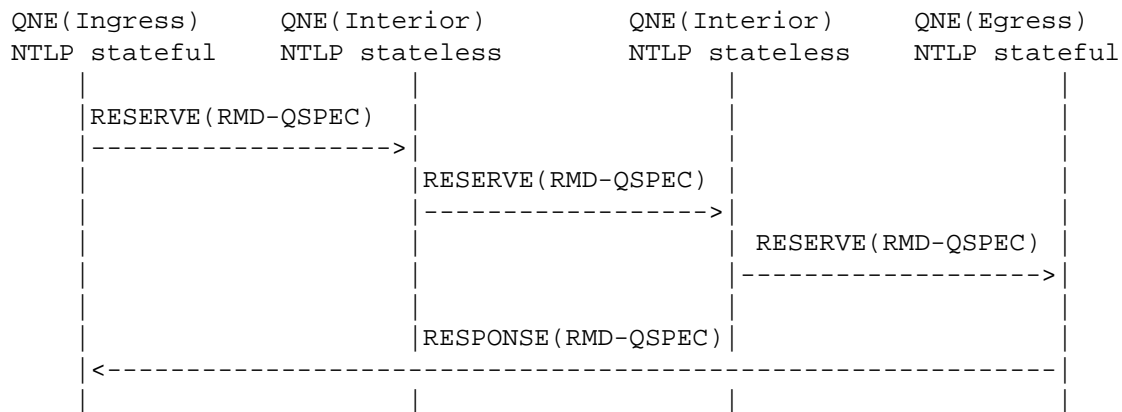 QNE(Ingress) QNE(Interior) QNE(Interior) QNE(Egress)
NTLP stateful NTLP stateless NTLP stateless NTLP stateful
RESERVE(RMD-QSPEC)
RESERVE(RMD-QSPEC)
RESERVE(RMD-QSPEC)
RESPONSE(RMD-QSPEC)